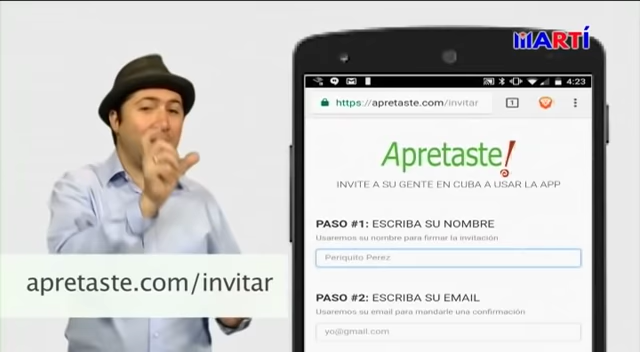 MARTÍ
4:23
https://apretaste.com/invitar
1
Apretaste!
INVITE A SU GENTE EN CUBA A USAR LA APP
PASO #1: ESCRIBA SU NOMBRE
Usaremos su nombre para firmar la invitación
Periquito Perez
PASO #2: ESCRIBA SU EMAIL
Usaremos su email para mandarle una confirmación
yo@gmail.com
apretaste.com/invitar